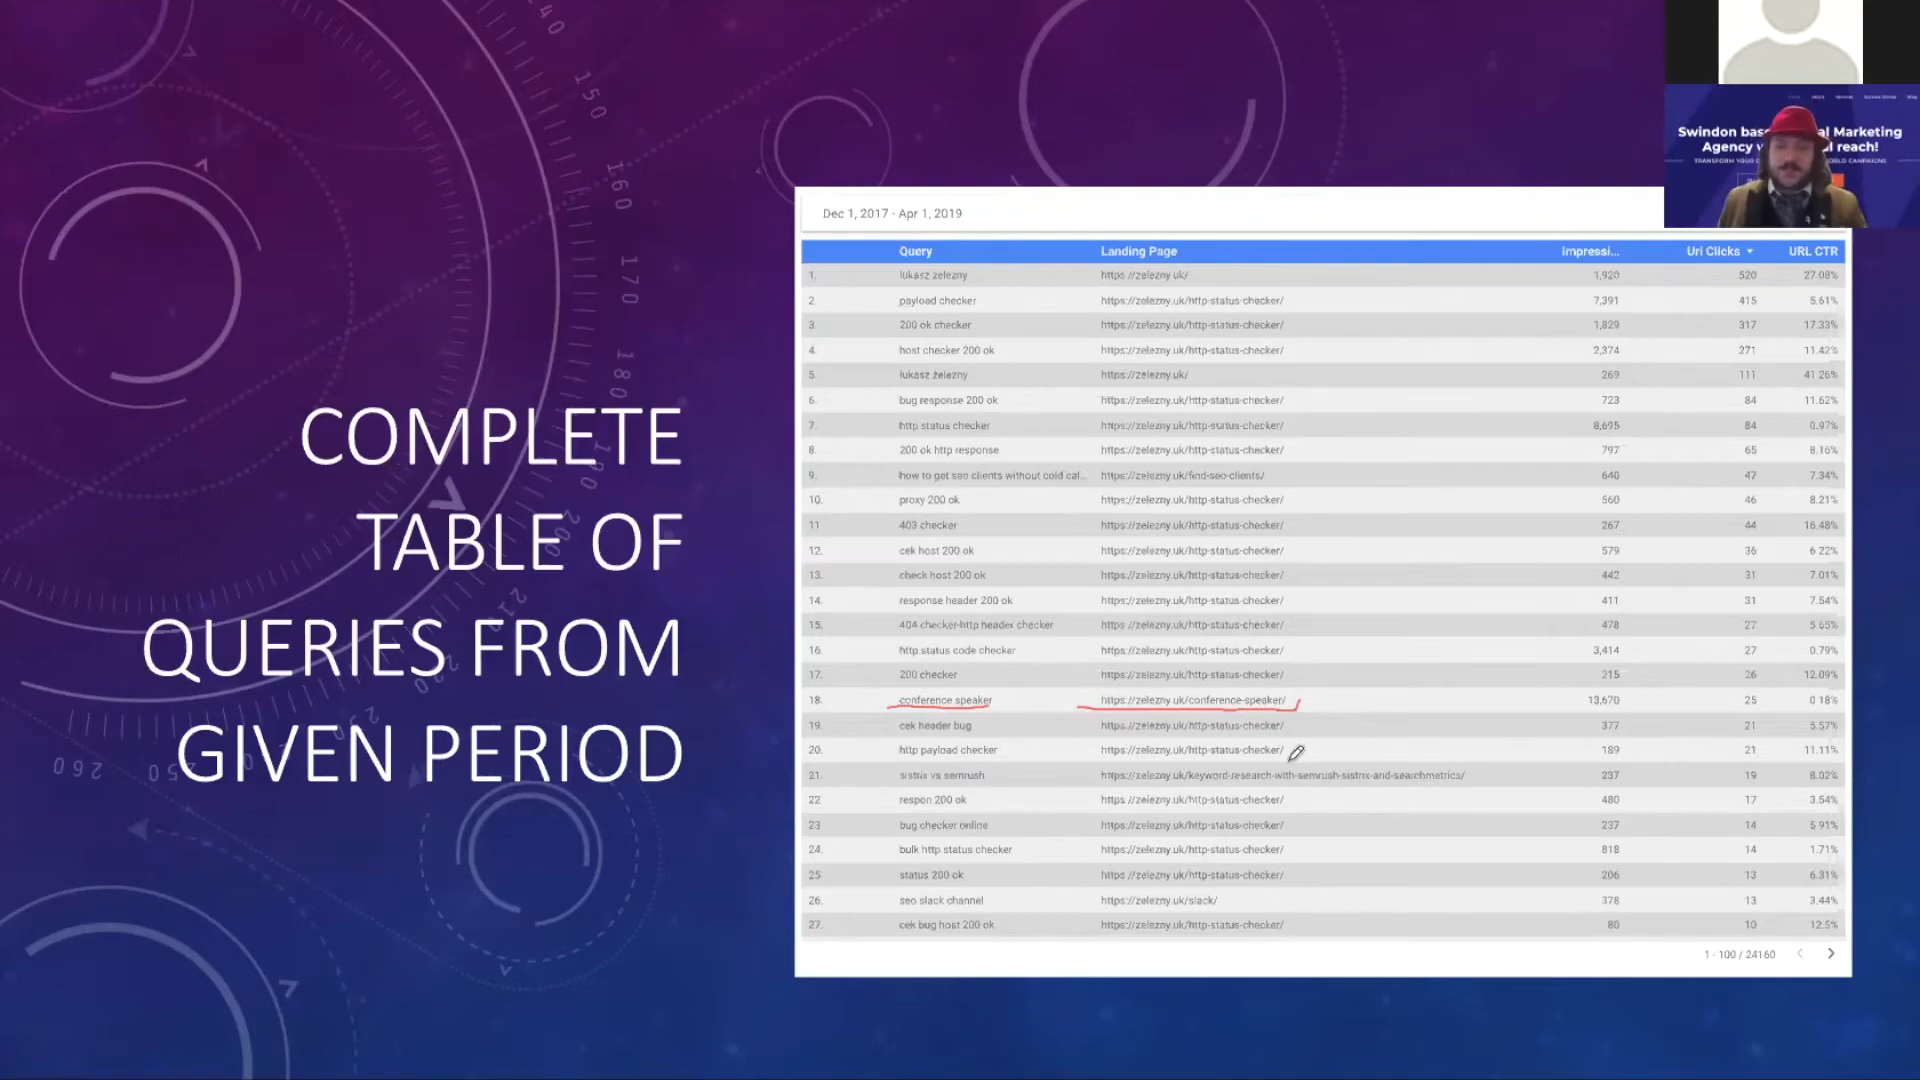 COMPLETE
TABLE OF
QUERIES FROM
GIVEN PERIOD
Dec 1, 2017 - Apr 1, 2019
Query Landing Page Impressi... Url Clicks URL CTR
1. lukasz zelezny https://zelezny.uk/ 1,920 520 27.08%
2. payload checker https://zelezny.uk/http-status-checker/ 7,391 415 5.61%
3. 200 ok checker https://zelezny.uk/http-status-checker/ 1,829 317 17.33%
4. host checker 200 ok https://zelezny.uk/http-status-checker/ 2,374 271 11.42%
5. lukasz żelezny https://zelezny.uk/ 269 111 41.26%
6. bug response 200 ok https://zelezny.uk/http-status-checker/ 723 84 11.62%
7. http status checker https://zelezny.uk/http-status-checker/ 8,695 84 0.97%
8. 200 ok http response https://zelezny.uk/http-status-checker/ 797 65 8.16%
9. how to get seo clients without cold cal... https://zelezny.uk/find-seo-clients/ 640 47 7.34%
10. proxy 200 ok https://zelezny.uk/http-status-checker/ 560 46 8.21%
11. 403 checker https://zelezny.uk/http-status-checker/ 267 44 16.48%
12. cek host 200 ok https://zelezny.uk/http-status-checker/ 579 36 6.22%
13. check host 200 ok https://zelezny.uk/http-status-checker/ 442 31 7.01%
14. response header 200 ok https://zelezny.uk/http-status-checker/ 411 31 7.54%
15. 404 checker-http header checker https://zelezny.uk/http-status-checker/ 478 27 5.65%
16. http status code checker https://zelezny.uk/http-status-checker/ 3,414 27 0.79%
17. 200 checker https://zelezny.uk/http-status-checker/ 215 26 12.09%
18. conference speaker https://zelezny.uk/conference-speaker/ 13,670 25 0.18%
19. cek header bug https://zelezny.uk/http-status-checker/ 377 21 5.57%
20. http payload checker https://zelezny.uk/http-status-checker/ 189 21 11.11%
21. sistrix vs semrush https://zelezny.uk/keyword-research-with-semrush-sistrix-and-searchmetrics/ 237 19 8.02%
22. respon 200 ok https://zelezny.uk/http-status-checker/ 480 17 3.54%
23. bug checker online https://zelezny.uk/http-status-checker/ 237 14 5.91%
24. bulk http status checker https://zelezny.uk/http-status-checker/ 818 14 1.71%
25. status 200 ok https://zelezny.uk/http-status-checker/ 206 13 6.31%
26. seo slack channel https://zelezny.uk/slack/ 378 13 3.44%
27. cek bug host 200 ok https://zelezny.uk/http-status-checker/ 80 10 12.5%
1 - 100 / 24160
Swindon Marketing
Agency reach!
TRANSFORM YOUR CAMPAIGNS
140
150
160
170
180
190
200
210
220
230
250
260